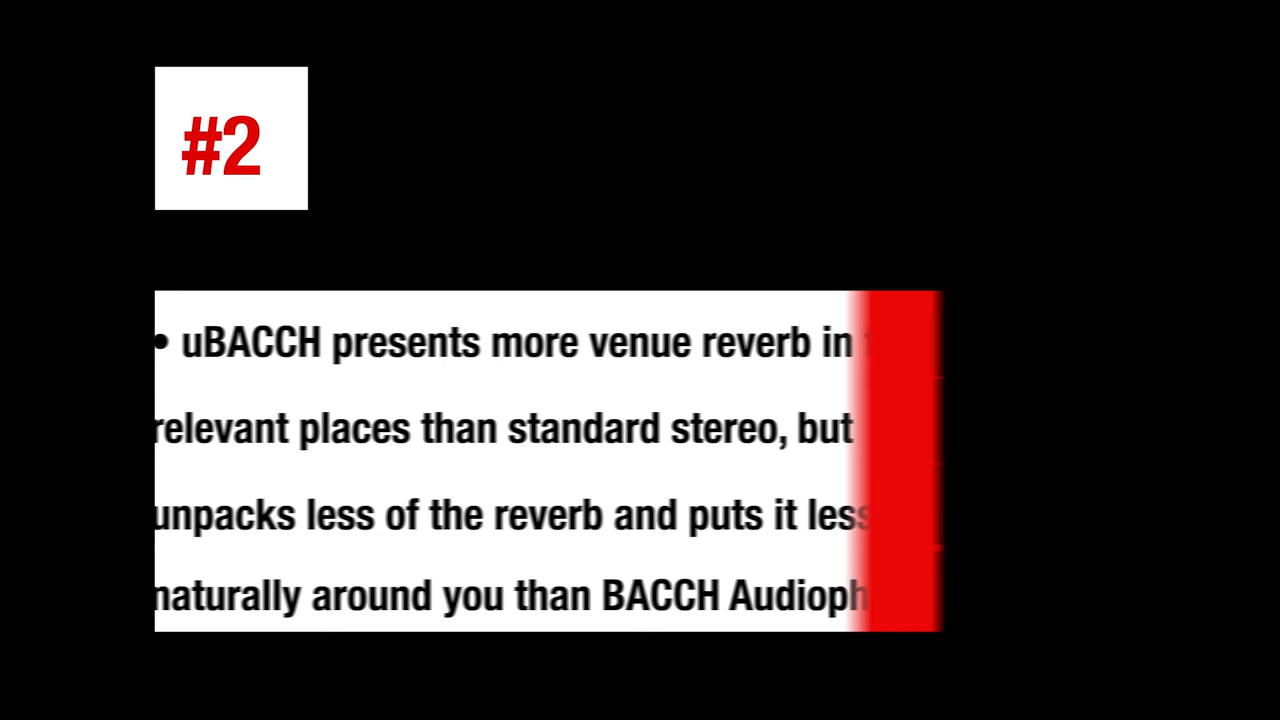 #2
• uBACCH presents more venue reverb in
relevant places than standard stereo, but
unpacks less of the reverb and puts it less
naturally around you than BACCH Audioph